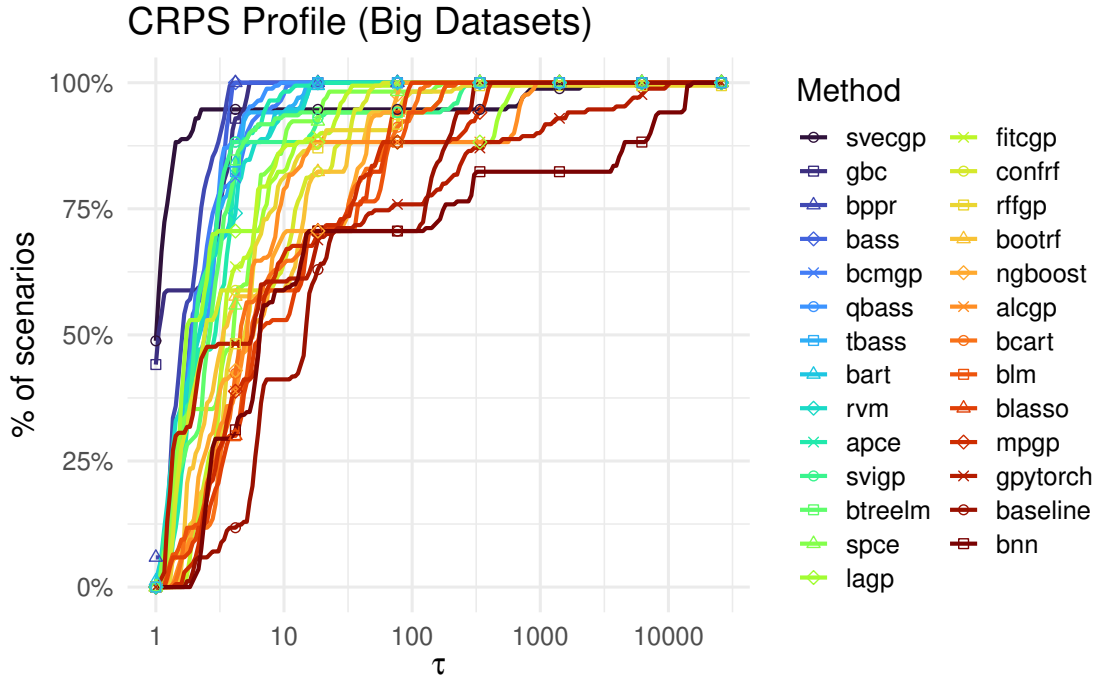 CRPS Profile (Big Datasets)
% of scenarios
100%
75%
50%
25%
0%
1
10
100
1000
10000
τ
Method
svecgp
gbc
bppr
bass
bcmgp
qbass
tbass
bart
rvm
apce
svigp
btreelm
spce
lagp
fitcgp
confrf
rffgp
bootrf
ngboost
alcgp
bcart
blm
blasso
mpgp
gpytorch
baseline
bnn